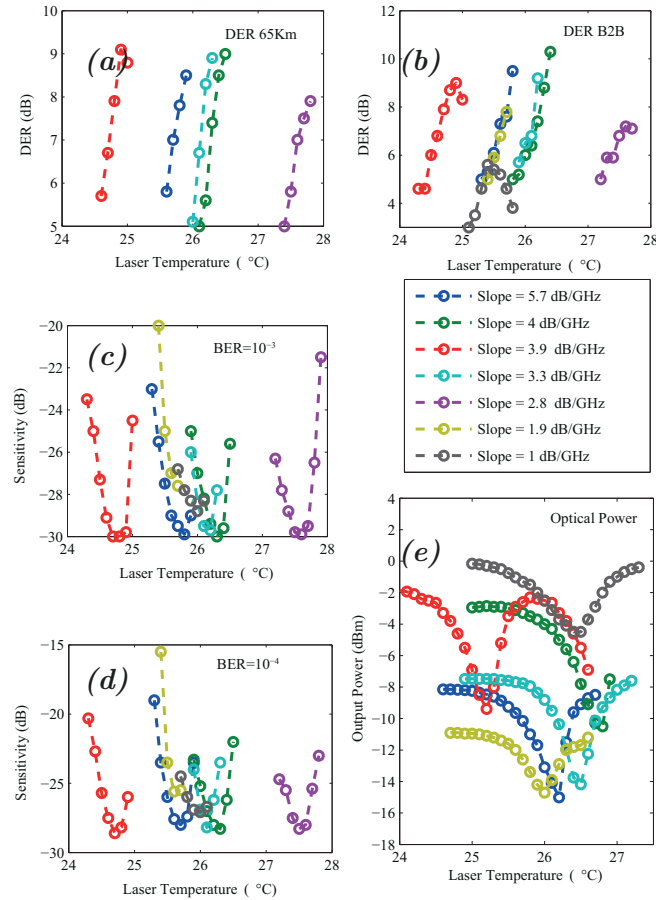 DER 65Km
(a)
9
8
7
6
5
DER (dB)
24 25 26 27 28
Laser Temperature ( °C)
DER B2B
(b)
12
10
8
6
4
DER (dB)
24 25 26 27 28
Laser Temperature ( °C)
Slope = 5.7 dB/GHz
Slope = 4 dB/GHz
Slope = 3.9 dB/GHz
Slope = 3.3 dB/GHz
Slope = 2.8 dB/GHz
Slope = 1.9 dB/GHz
Slope = 1 dB/GHz
(c)
BER=10⁻³
−20
−22
−24
−26
−28
−30
Sensitivity (dB)
24 25 26 27 28
Laser Temperature ( °C)
(d)
BER=10⁻⁴
−15
−20
−25
−30
Sensitivity (dB)
24 25 26 27 28
Laser Temperature ( °C)
Optical Power
(e)
4
2
0
−2
−4
−6
−8
−10
−12
−14
−16
Output Power (dBm)
24 25 26 27
Laser Temperature ( °C)